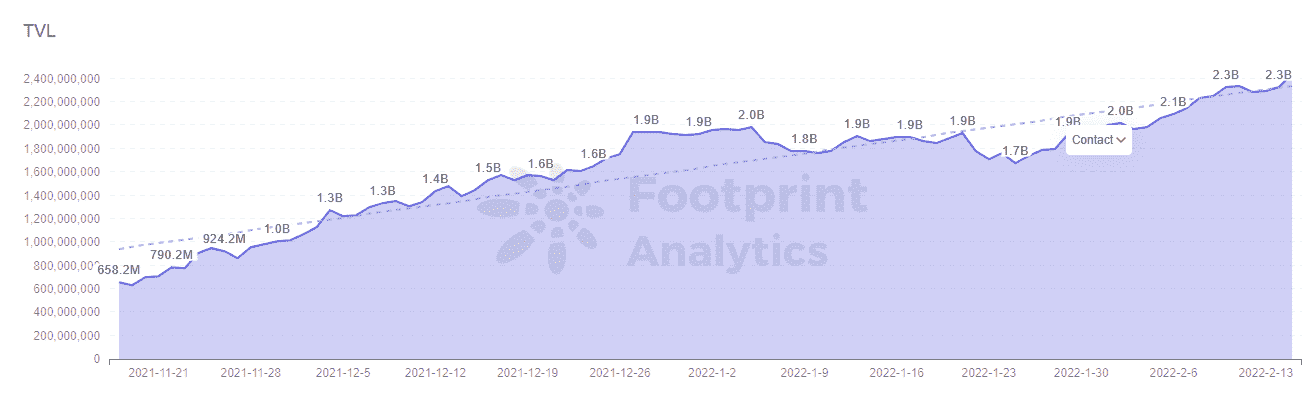 TVL
2,400,000,000
2,200,000,000
2,000,000,000
1,800,000,000
1,600,000,000
1,400,000,000
1,200,000,000
1,000,000,000
800,000,000
600,000,000
400,000,000
200,000,000
0
658.2M
790.2M
924.2M
1.0B
1.3B
1.3B
1.4B
1.5B
1.6B
1.6B
1.9B
1.9B
2.0B
1.8B
1.9B
1.9B
1.9B
1.7B
1.9B
2.0B
2.1B
2.3B
2.3B
Contact
Footprint
Analytics
2021-11-21
2021-11-28
2021-12-5
2021-12-12
2021-12-19
2021-12-26
2022-1-2
2022-1-9
2022-1-16
2022-1-23
2022-1-30
2022-2-6
2022-2-13